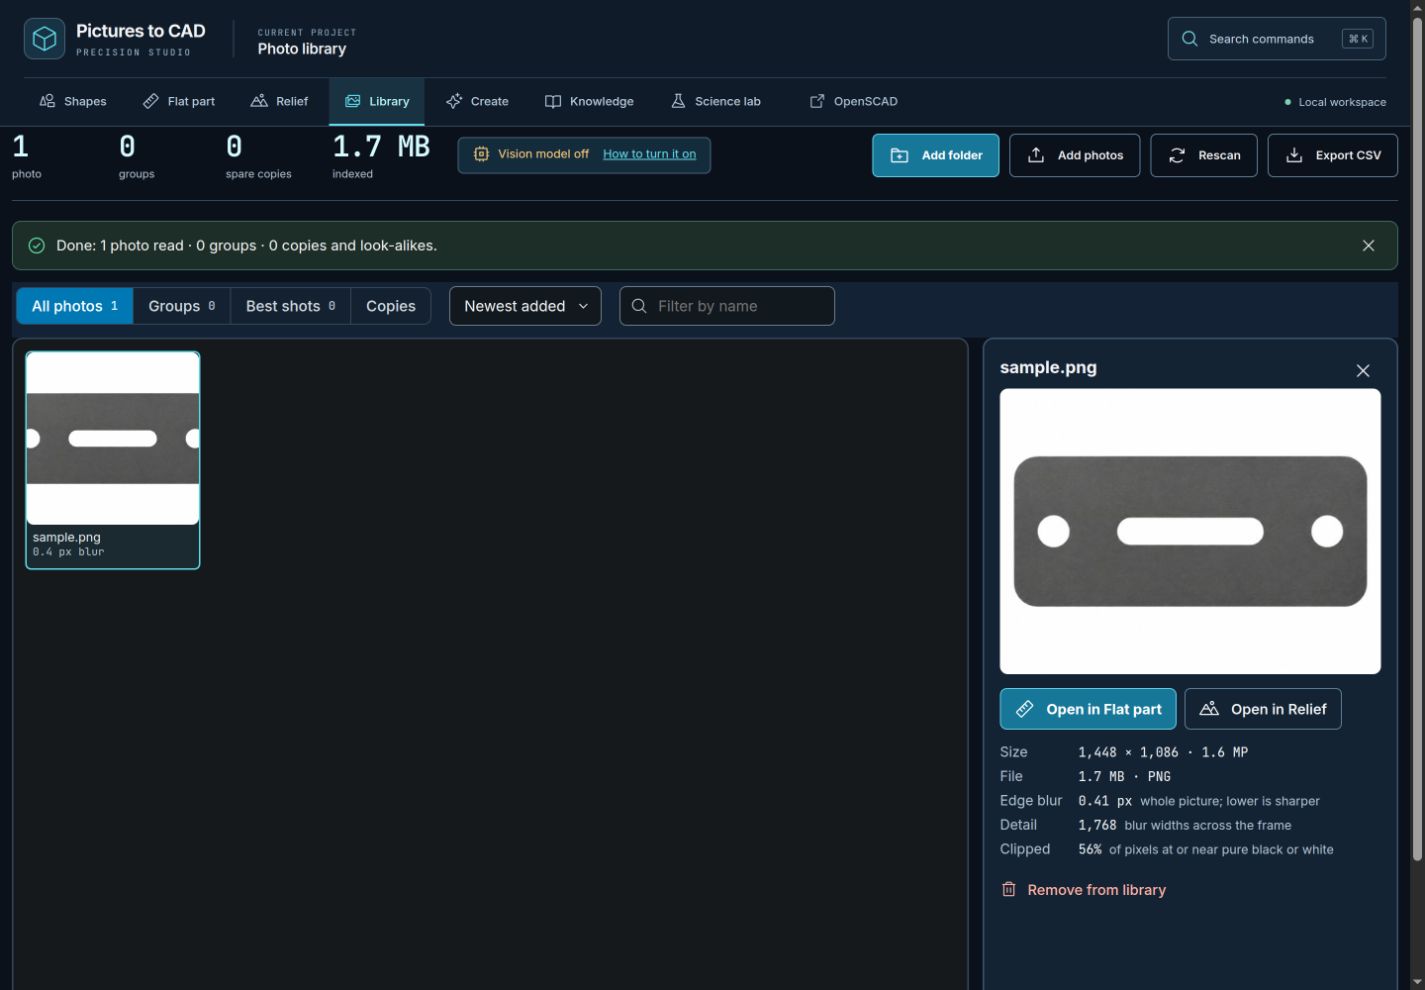 Pictures to CAD
PRECISION STUDIO
CURRENT PROJECT
Photo library
Search commands
⌘ K
Shapes
Flat part
Relief
Library
Create
Knowledge
Science lab
OpenSCAD
Local workspace
1
photo
0
groups
0
spare copies
1.7 MB
indexed
Vision model off How to turn it on
Add folder
Add photos
Rescan
Export CSV
Done: 1 photo read · 0 groups · 0 copies and look-alikes.
All photos 1
Groups 0
Best shots 0
Copies
Newest added
Filter by name
sample.png
0.4 px blur
sample.png
Open in Flat part
Open in Relief
Size 1,448 × 1,086 · 1.6 MP
File 1.7 MB · PNG
Edge blur 0.41 px whole picture; lower is sharper
Detail 1,768 blur widths across the frame
Clipped 56% of pixels at or near pure black or white
Remove from library